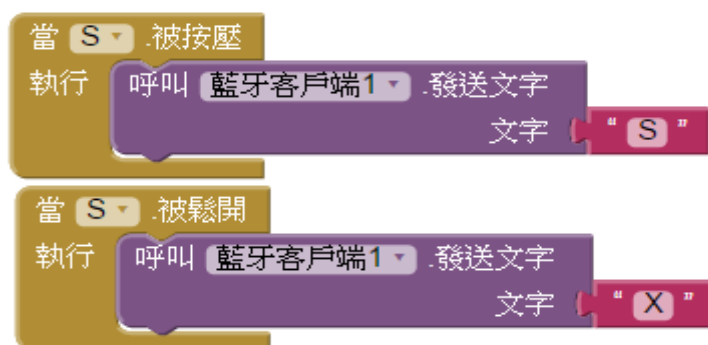 當 S .被按壓
執行 呼叫 藍牙客戶端1 .發送文字
文字 “ S ”
當 S .被鬆開
執行 呼叫 藍牙客戶端1 .發送文字
文字 “ X ”